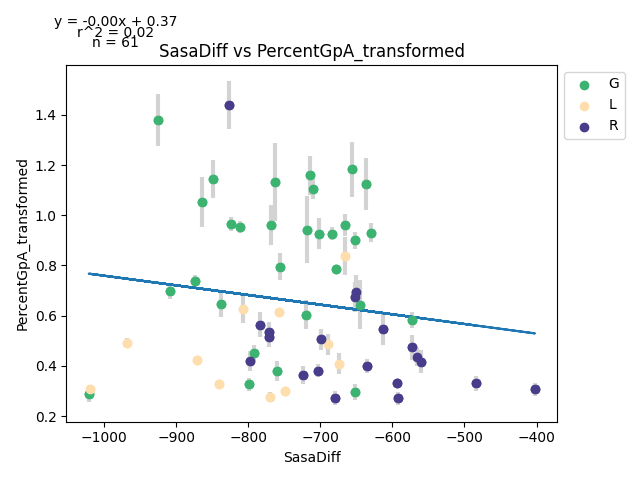 y = -0.00x + 0.37
r^2 = 0.02
n = 61
SasaDiff vs PercentGpA_transformed
G
L
R
PercentGpA_transformed
1.4
1.2
1.0
0.8
0.6
0.4
0.2
−1000 −900 −800 −700 −600 −500 −400
SasaDiff